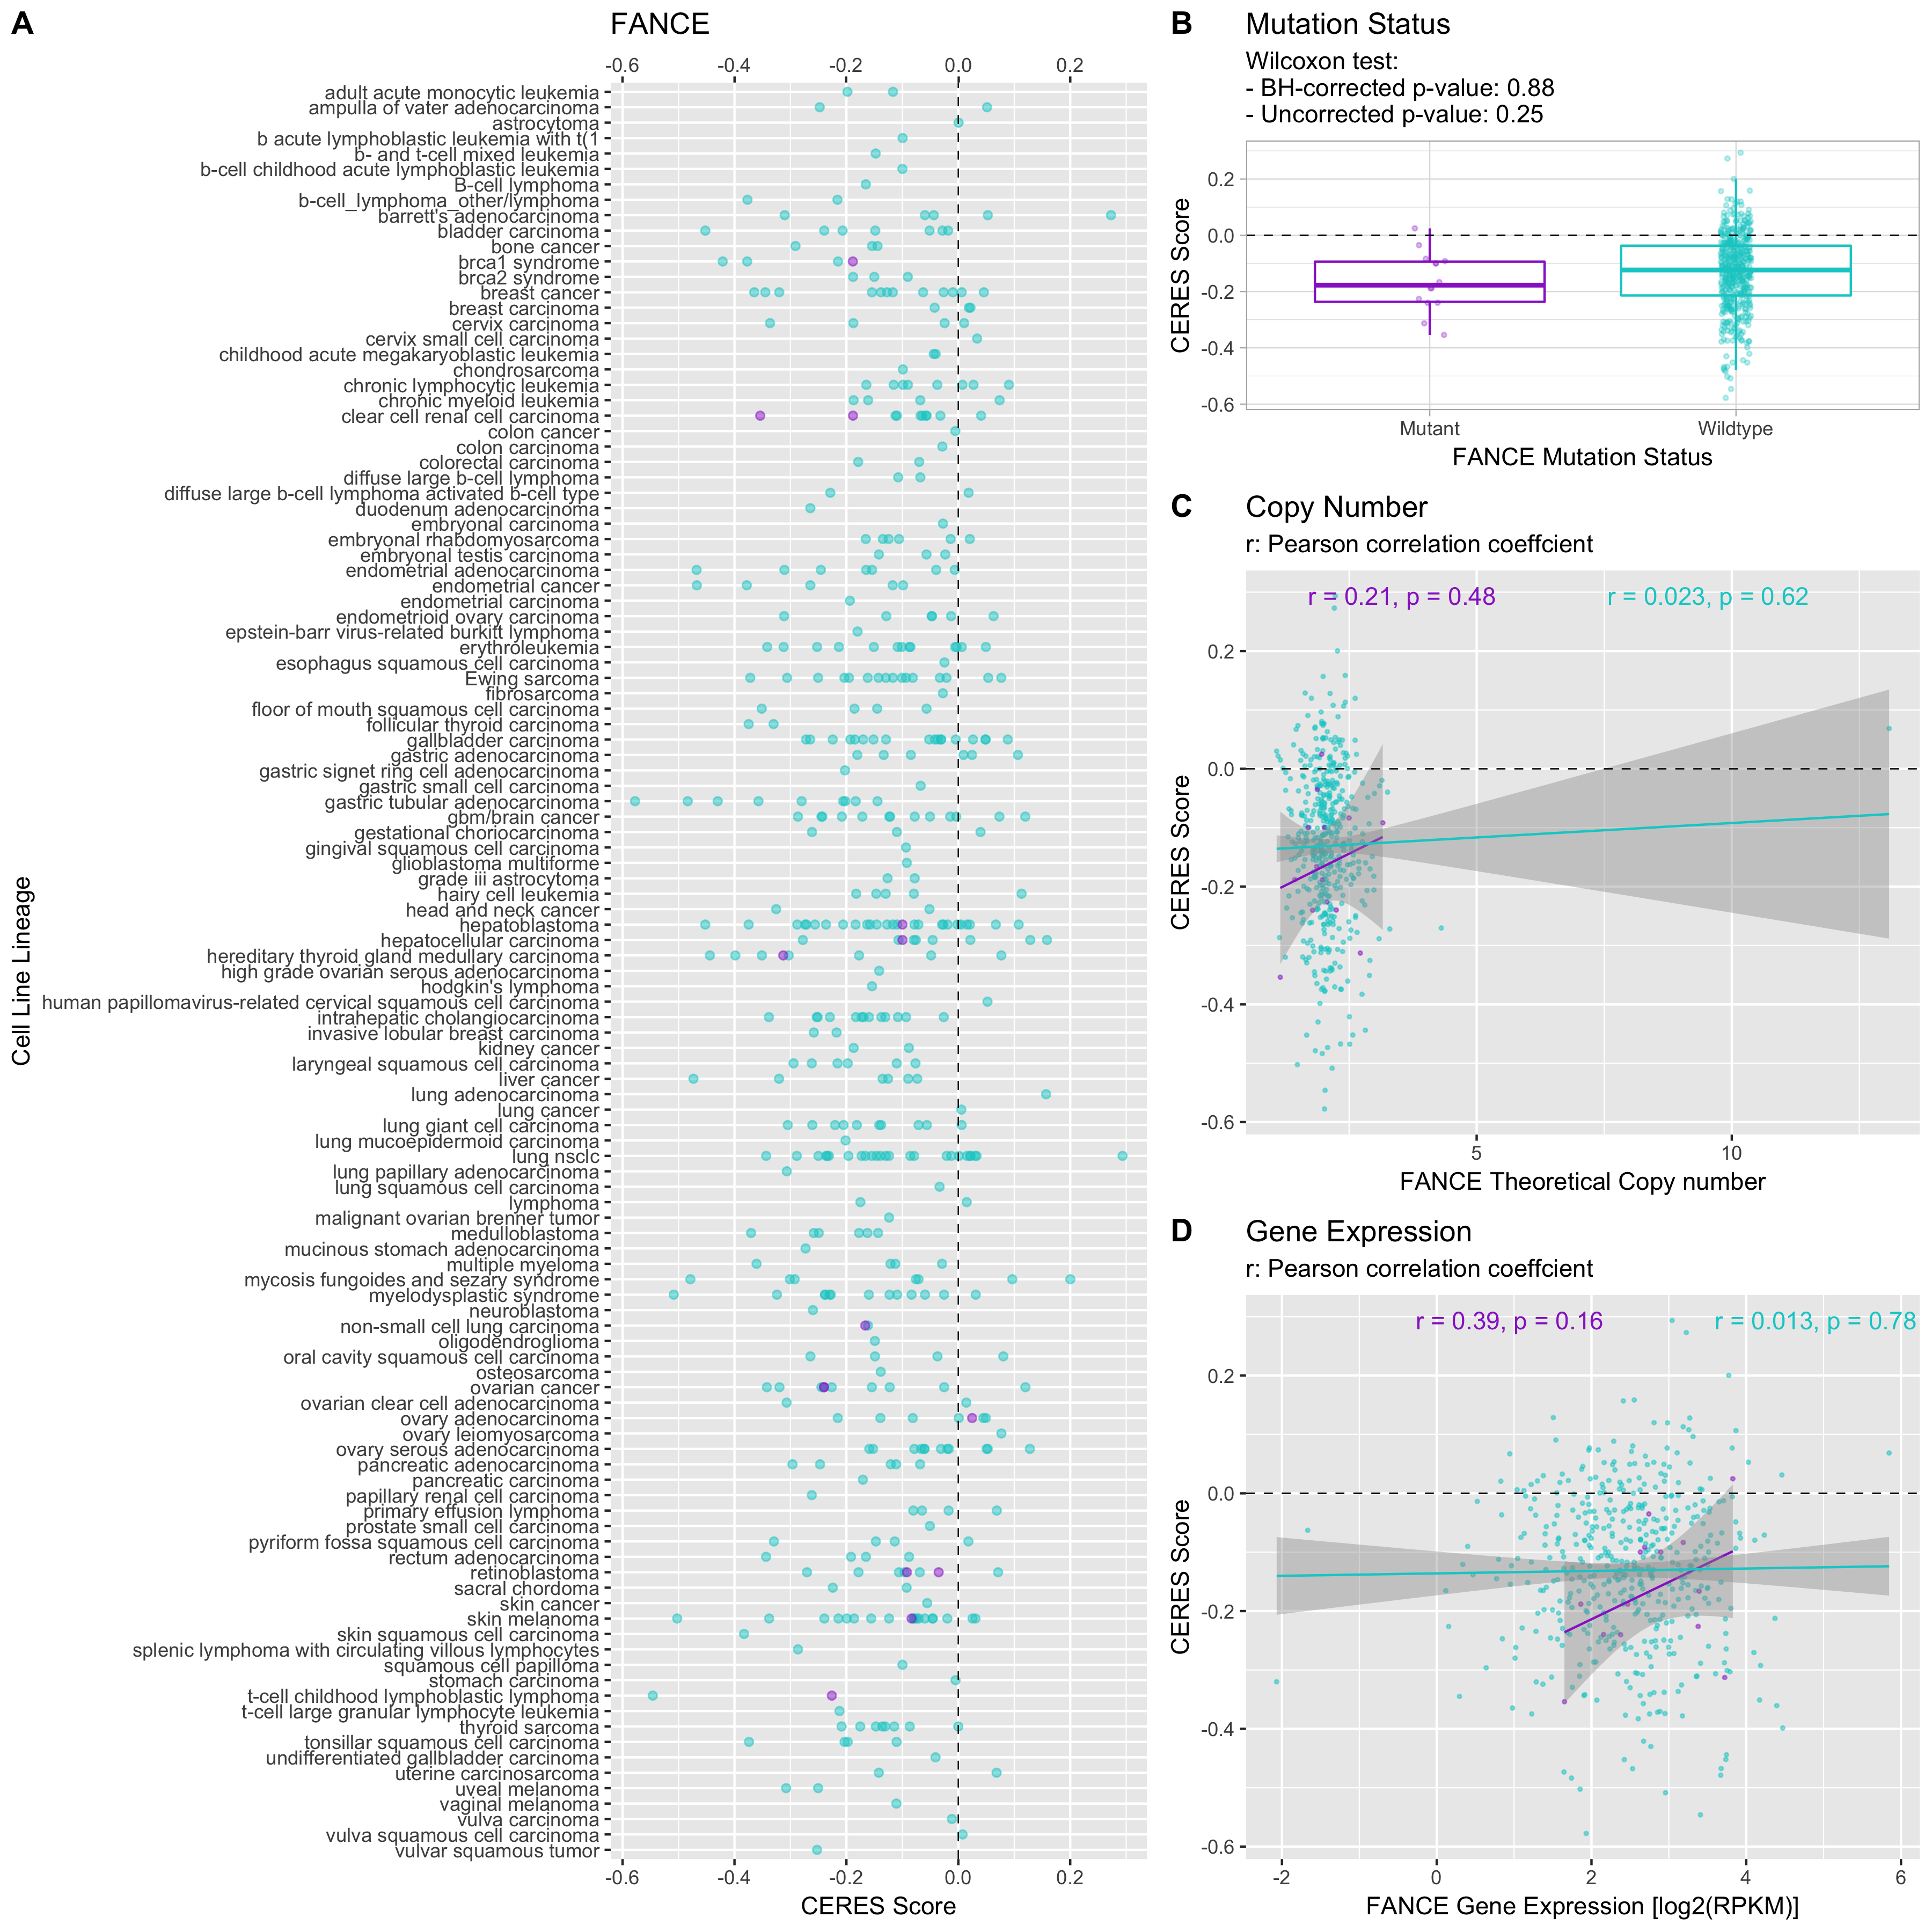 A
FANCE
-0.6 -0.4 -0.2 0.0 0.2
adult acute monocytic leukemia
ampulla of vater adenocarcinoma
astrocytoma
b acute lymphoblastic leukemia with t(1
b- and t-cell mixed leukemia
b-cell childhood acute lymphoblastic leukemia
B-cell lymphoma
b-cell_lymphoma_other/lymphoma
barrett's adenocarcinoma
bladder carcinoma
bone cancer
brca1 syndrome
brca2 syndrome
breast cancer
breast carcinoma
cervix carcinoma
cervix small cell carcinoma
childhood acute megakaryoblastic leukemia
chondrosarcoma
chronic lymphocytic leukemia
chronic myeloid leukemia
clear cell renal cell carcinoma
colon cancer
colon carcinoma
colorectal carcinoma
diffuse large b-cell lymphoma
diffuse large b-cell lymphoma activated b-cell type
duodenum adenocarcinoma
embryonal carcinoma
embryonal rhabdomyosarcoma
embryonal testis carcinoma
endometrial adenocarcinoma
endometrial cancer
endometrial carcinoma
endometrioid ovary carcinoma
epstein-barr virus-related burkitt lymphoma
erythroleukemia
esophagus squamous cell carcinoma
Ewing sarcoma
fibrosarcoma
floor of mouth squamous cell carcinoma
follicular thyroid carcinoma
gallbladder carcinoma
gastric adenocarcinoma
gastric signet ring cell adenocarcinoma
gastric small cell carcinoma
gastric tubular adenocarcinoma
gbm/brain cancer
gestational choriocarcinoma
gingival squamous cell carcinoma
glioblastoma multiforme
grade iii astrocytoma
hairy cell leukemia
head and neck cancer
hepatoblastoma
hepatocellular carcinoma
hereditary thyroid gland medullary carcinoma
high grade ovarian serous adenocarcinoma
hodgkin's lymphoma
human papillomavirus-related cervical squamous cell carcinoma
intrahepatic cholangiocarcinoma
invasive lobular breast carcinoma
kidney cancer
laryngeal squamous cell carcinoma
liver cancer
lung adenocarcinoma
lung cancer
lung giant cell carcinoma
lung mucoepidermoid carcinoma
lung nsclc
lung papillary adenocarcinoma
lung squamous cell carcinoma
lymphoma
malignant ovarian brenner tumor
medulloblastoma
mucinous stomach adenocarcinoma
multiple myeloma
mycosis fungoides and sezary syndrome
myelodysplastic syndrome
neuroblastoma
non-small cell lung carcinoma
oligodendroglioma
oral cavity squamous cell carcinoma
osteosarcoma
ovarian cancer
ovarian clear cell adenocarcinoma
ovary adenocarcinoma
ovary leiomyosarcoma
ovary serous adenocarcinoma
pancreatic adenocarcinoma
pancreatic carcinoma
papillary renal cell carcinoma
primary effusion lymphoma
prostate small cell carcinoma
pyriform fossa squamous cell carcinoma
rectum adenocarcinoma
retinoblastoma
sacral chordoma
skin cancer
skin melanoma
skin squamous cell carcinoma
splenic lymphoma with circulating villous lymphocytes
squamous cell papilloma
stomach carcinoma
t-cell childhood lymphoblastic lymphoma
t-cell large granular lymphocyte leukemia
thyroid sarcoma
tonsillar squamous cell carcinoma
undifferentiated gallbladder carcinoma
uterine carcinosarcoma
uveal melanoma
vaginal melanoma
vulva carcinoma
vulva squamous cell carcinoma
vulvar squamous tumor
-0.6 -0.4 -0.2 0.0 0.2
CERES Score
Cell Line Lineage
B
Mutation Status
Wilcoxon test:
- BH-corrected p-value: 0.88
- Uncorrected p-value: 0.25
0.2
0.0
-0.2
-0.4
-0.6
CERES Score
Mutant Wildtype
FANCE Mutation Status
C
Copy Number
r: Pearson correlation coeffcient
r = 0.21, p = 0.48 r = 0.023, p = 0.62
0.2
0.0
-0.2
-0.4
-0.6
CERES Score
5 10
FANCE Theoretical Copy number
D
Gene Expression
r: Pearson correlation coeffcient
r = 0.39, p = 0.16 r = 0.013, p = 0.78
0.2
0.0
-0.2
-0.4
-0.6
CERES Score
-2 0 2 4 6
FANCE Gene Expression [log2(RPKM)]